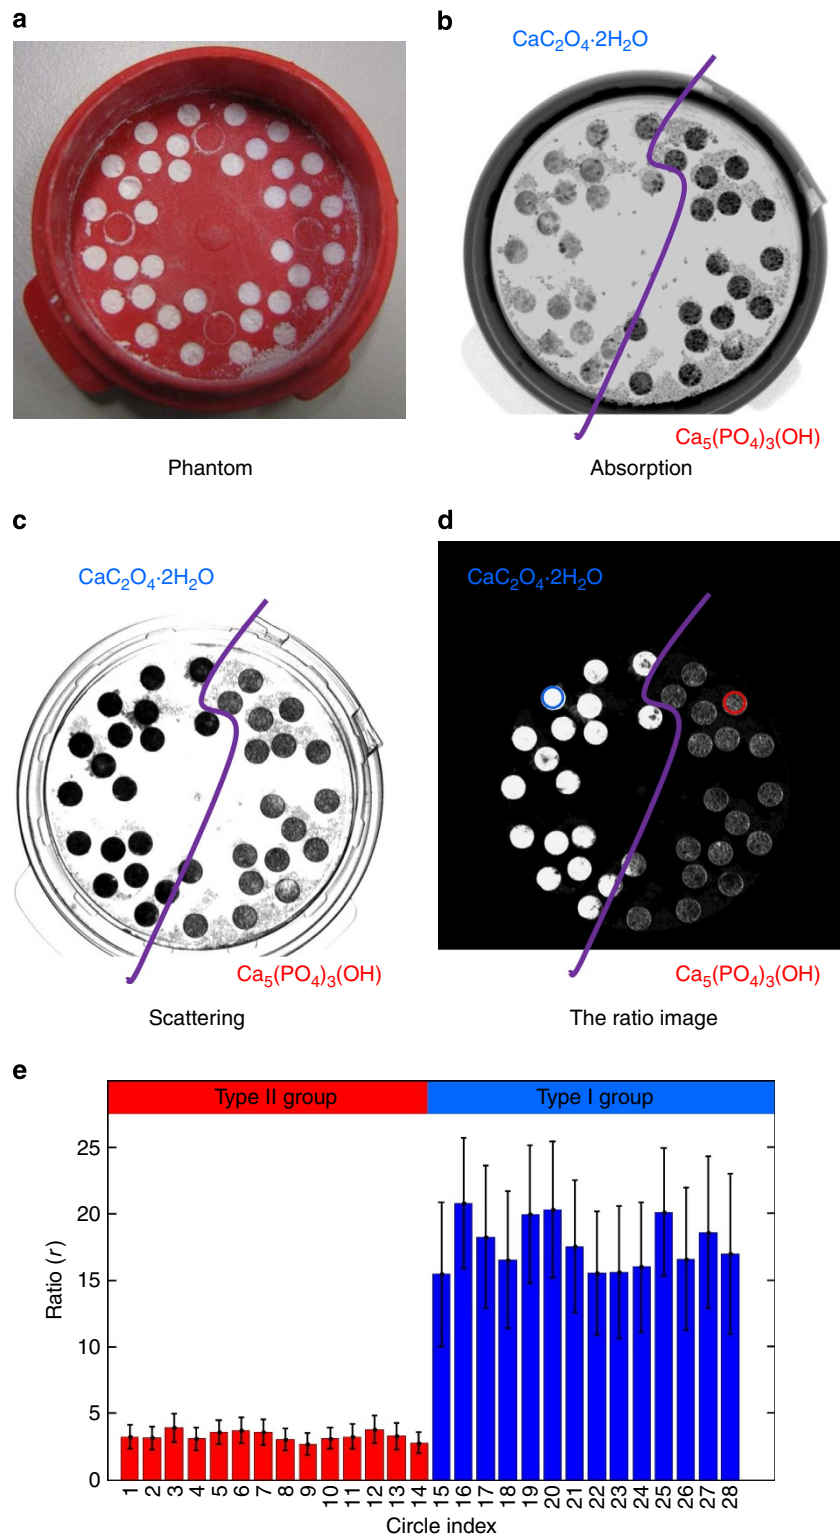 a
b
CaC₂O₄·2H₂O
Ca₅(PO₄)₃(OH)
Phantom
Absorption
c
d
CaC₂O₄·2H₂O
CaC₂O₄·2H₂O
Ca₅(PO₄)₃(OH)
Ca₅(PO₄)₃(OH)
Scattering
The ratio image
e
Type II group
Type I group
25
20
15
10
5
0
Ratio (r)
1 2 3 4 5 6 7 8 9 10 11 12 13 14 15 16 17 18 19 20 21 22 23 24 25 26 27 28
Circle index